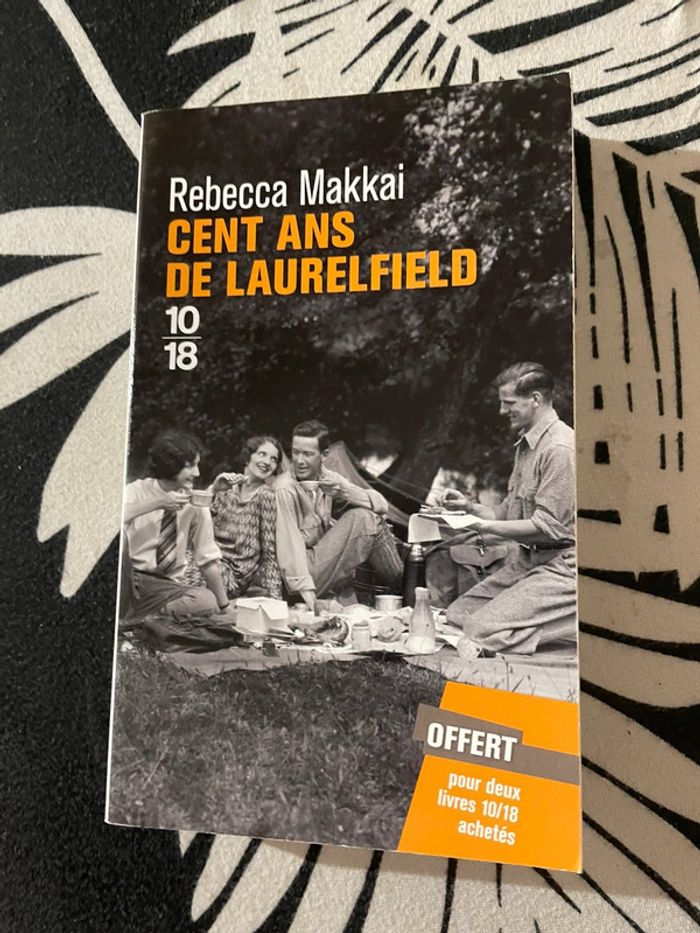 Rebecca Makkai
CENT ANS
DE LAURELFIELD
10
18
OFFERT
pour deux
livres 10/18
achetés